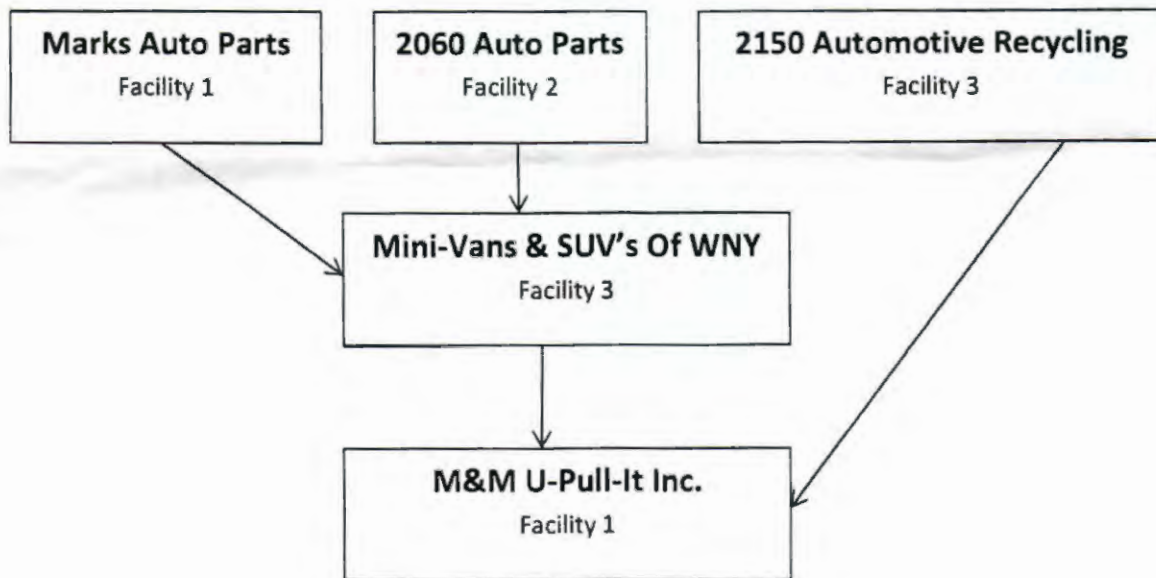 Marks Auto Parts
Facility 1
2060 Auto Parts
Facility 2
2150 Automotive Recycling
Facility 3
Mini-Vans & SUV's Of WNY
Facility 3
M&M U-Pull-It Inc.
Facility 1